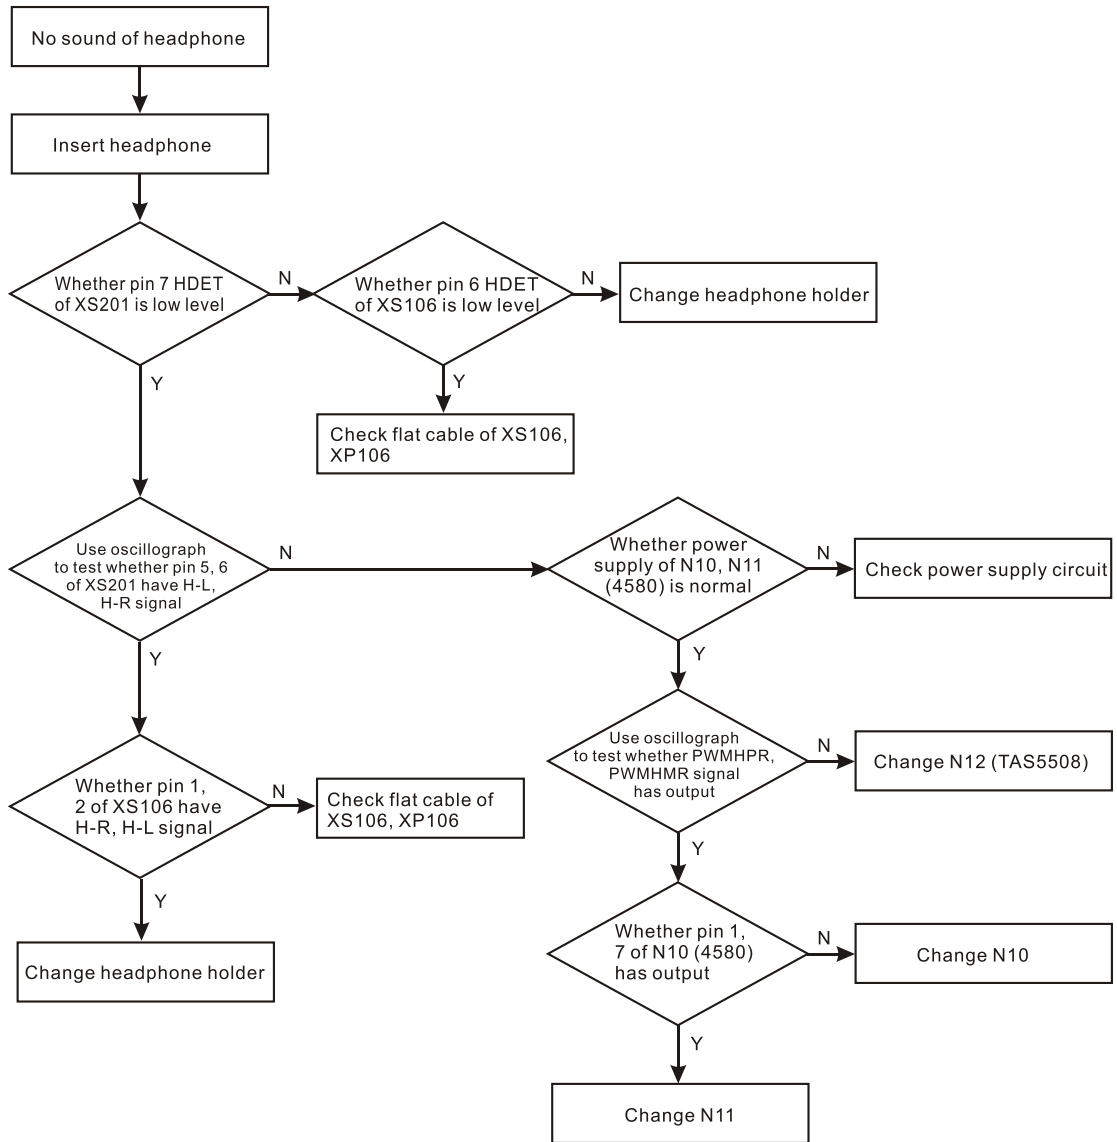 No sound of headphone
Insert headphone
Whether pin 7 HDET
of XS201 is low level
N
Whether pin 6 HDET
of XS106 is low level
N
Change headphone holder
Y
Y
Check flat cable of XS106,
XP106
Use oscillograph
to test whether pin 5, 6
of XS201 have H-L,
H-R signal
N
Whether power
supply of N10, N11
(4580) is normal
N
Check power supply circuit
Y
Y
Use oscillograph
to test whether PWMHPR,
PWMHMR signal
has output
N
Change N12 (TAS5508)
Whether pin 1,
2 of XS106 have
H-R, H-L signal
N
Check flat cable of
XS106, XP106
Y
Y
Change headphone holder
Whether pin 1,
7 of N10 (4580)
has output
N
Change N10
Y
Change N11